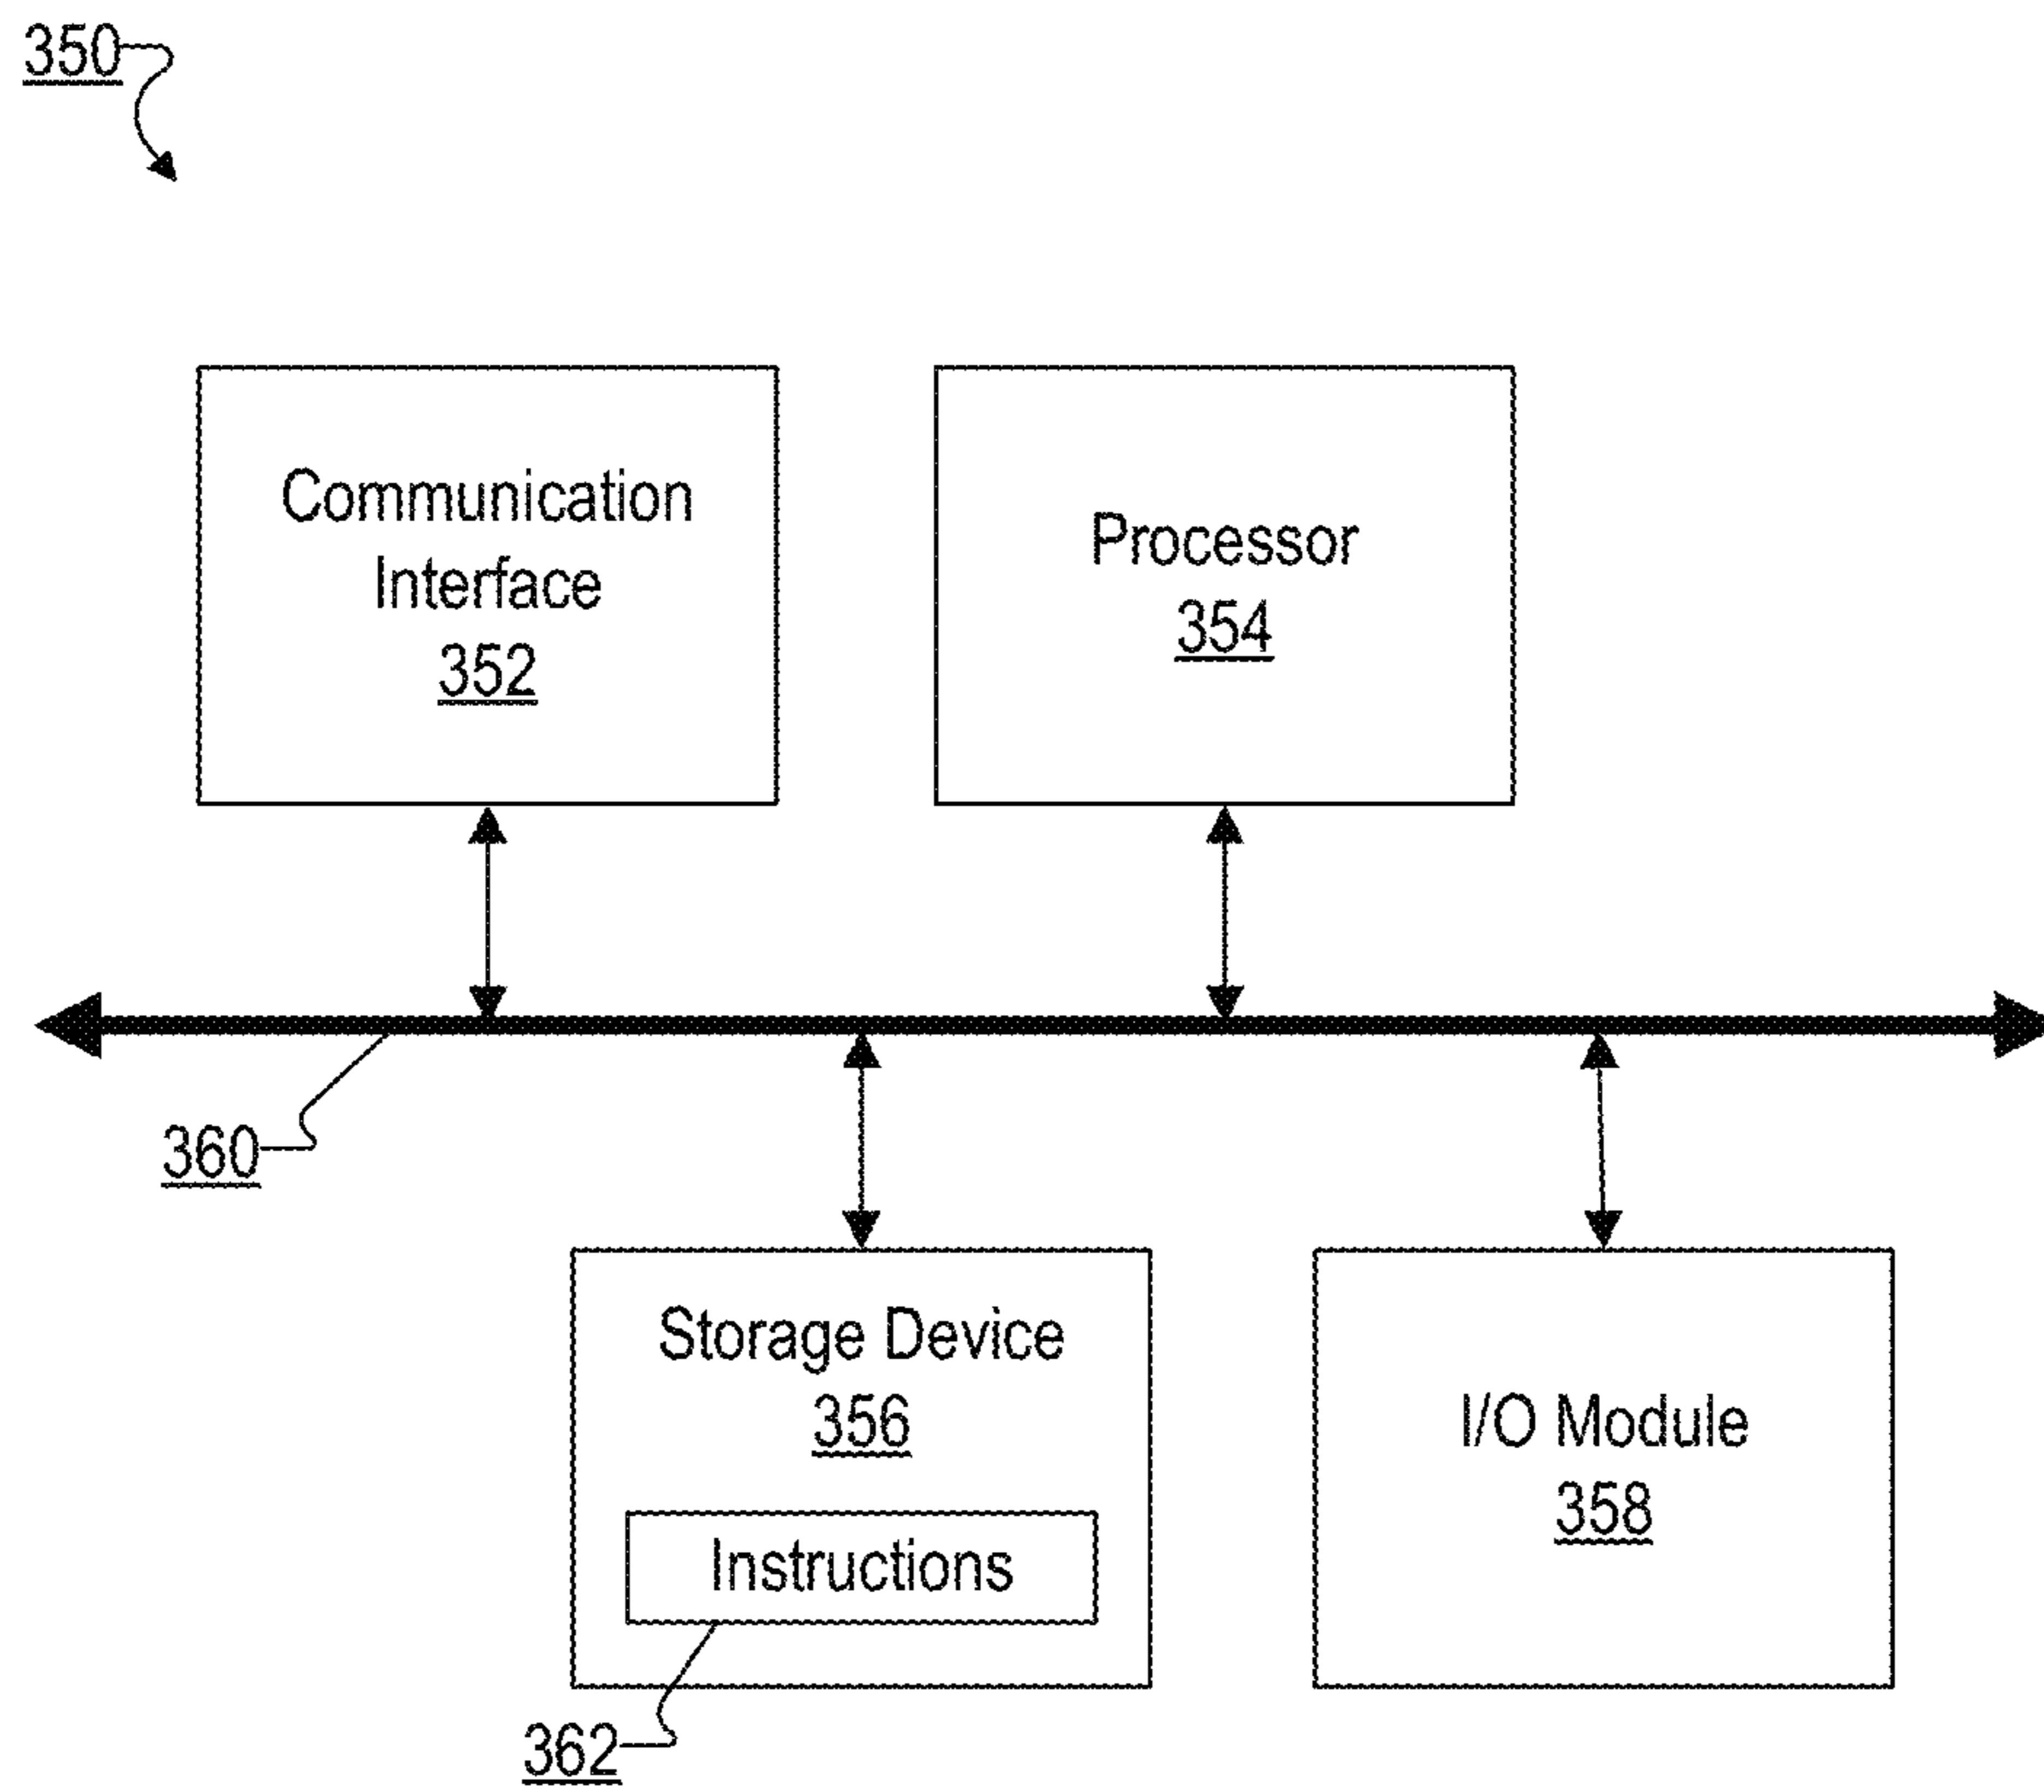 350
Communication
Interface
352
Processor
354
360
Storage Device
356
Instructions
362
I/O Module
358